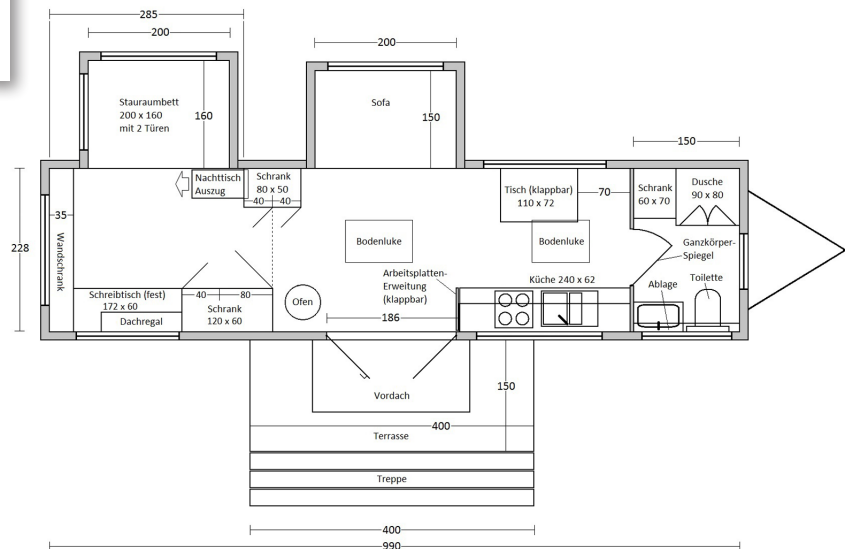 285
200
200
Stauraumbett
200 x 160
mit 2 Türen
160
Sofa
150
150
Nachttisch
Auszug
Schrank
80 x 50
40 40
Tisch (klappbar)
110 x 72
70
Schrank
60 x 70
Dusche
90 x 80
35
Wandschrank
228
Bodenluke
Bodenluke
Ganzkörper-
Spiegel
Arbeitsplatten-
Erweitung
(klappbar)
Küche 240 x 62
Ablage
Toilette
Schreibtisch (fest)
172 x 60
Dachregal
40 80
Schrank
120 x 60
Ofen
186
Vordach
150
400
Terrasse
Treppe
400
990